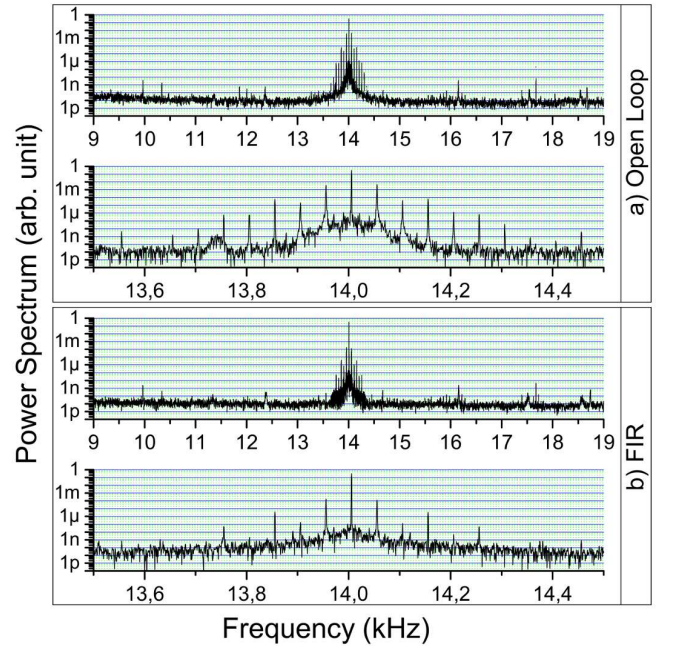 Power Spectrum (arb. unit)
1
1m
1µ
1n
1p
9 10 11 12 13 14 15 16 17 18 19
1
1m
1µ
1n
1p
13,6 13,8 14,0 14,2 14,4
a) Open Loop
1
1m
1µ
1n
1p
9 10 11 12 13 14 15 16 17 18 19
1
1m
1µ
1n
1p
13,6 13,8 14,0 14,2 14,4
b) FIR
Frequency (kHz)